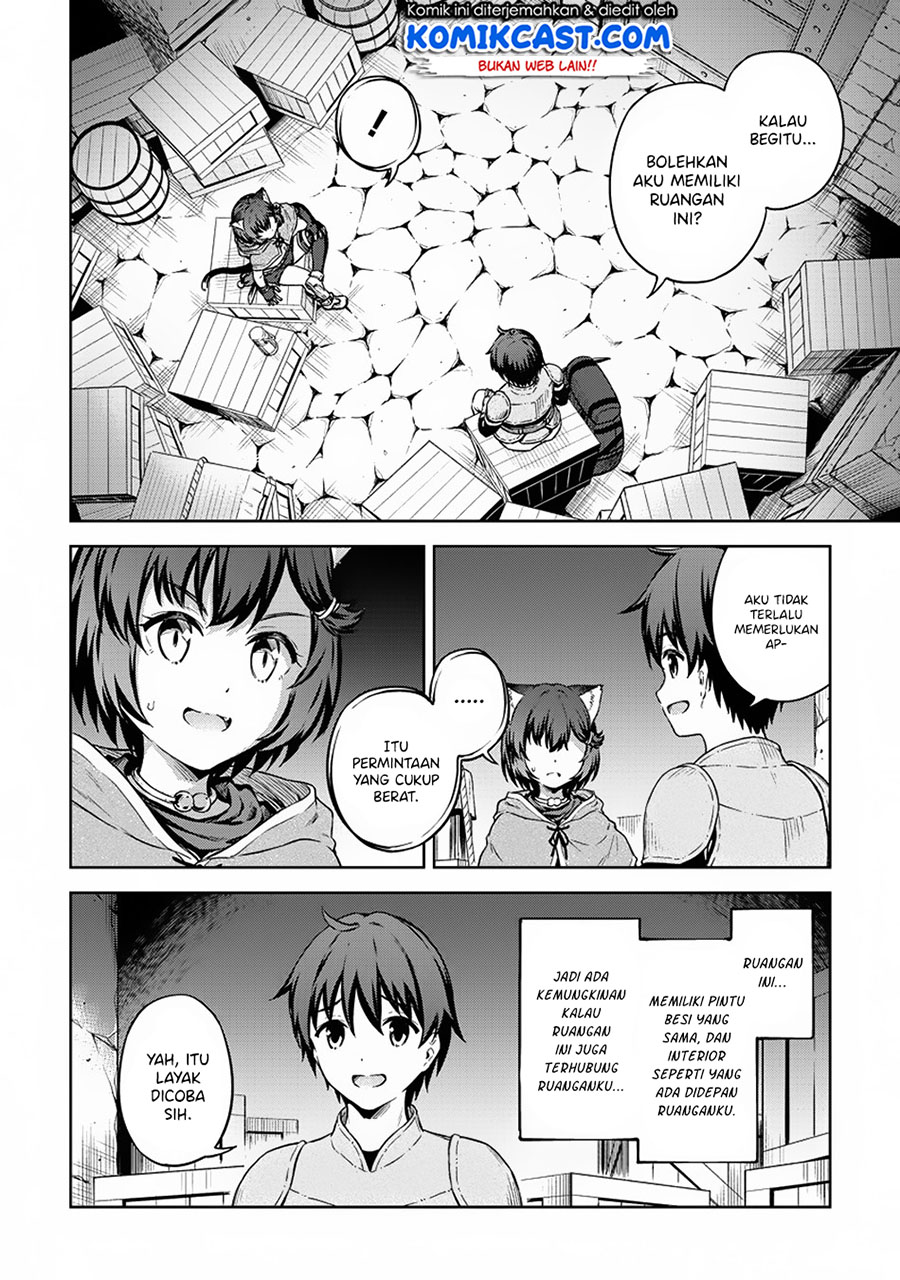 Komik ini diterjemahkan & diedit oleh
KOMIKCAST.COM
BUKAN WEB LAIN!!
KALAU
BEGITU...
BOLEHKAN
AKU MEMILIKI
RUANGAN
INI?
!
AKU TIDAK
TERLALU
MEMERLUKAN
AP-
.....
ITU
PERMINTAAN
YANG CUKUP
BERAT.
RUANGAN
INI...
MEMILIKI PINTU
BESI YANG
SAMA, DAN
INTERIOR
SEPERTI YANG
ADA DIDEPAN
RUANGANKU.
JADI ADA
KEMUNGKINAN
KALAU
RUANGAN
INI JUGA
TERHUBUNG
RUANGANKU...
YAH, ITU
LAYAK
DICOBA
SIH.